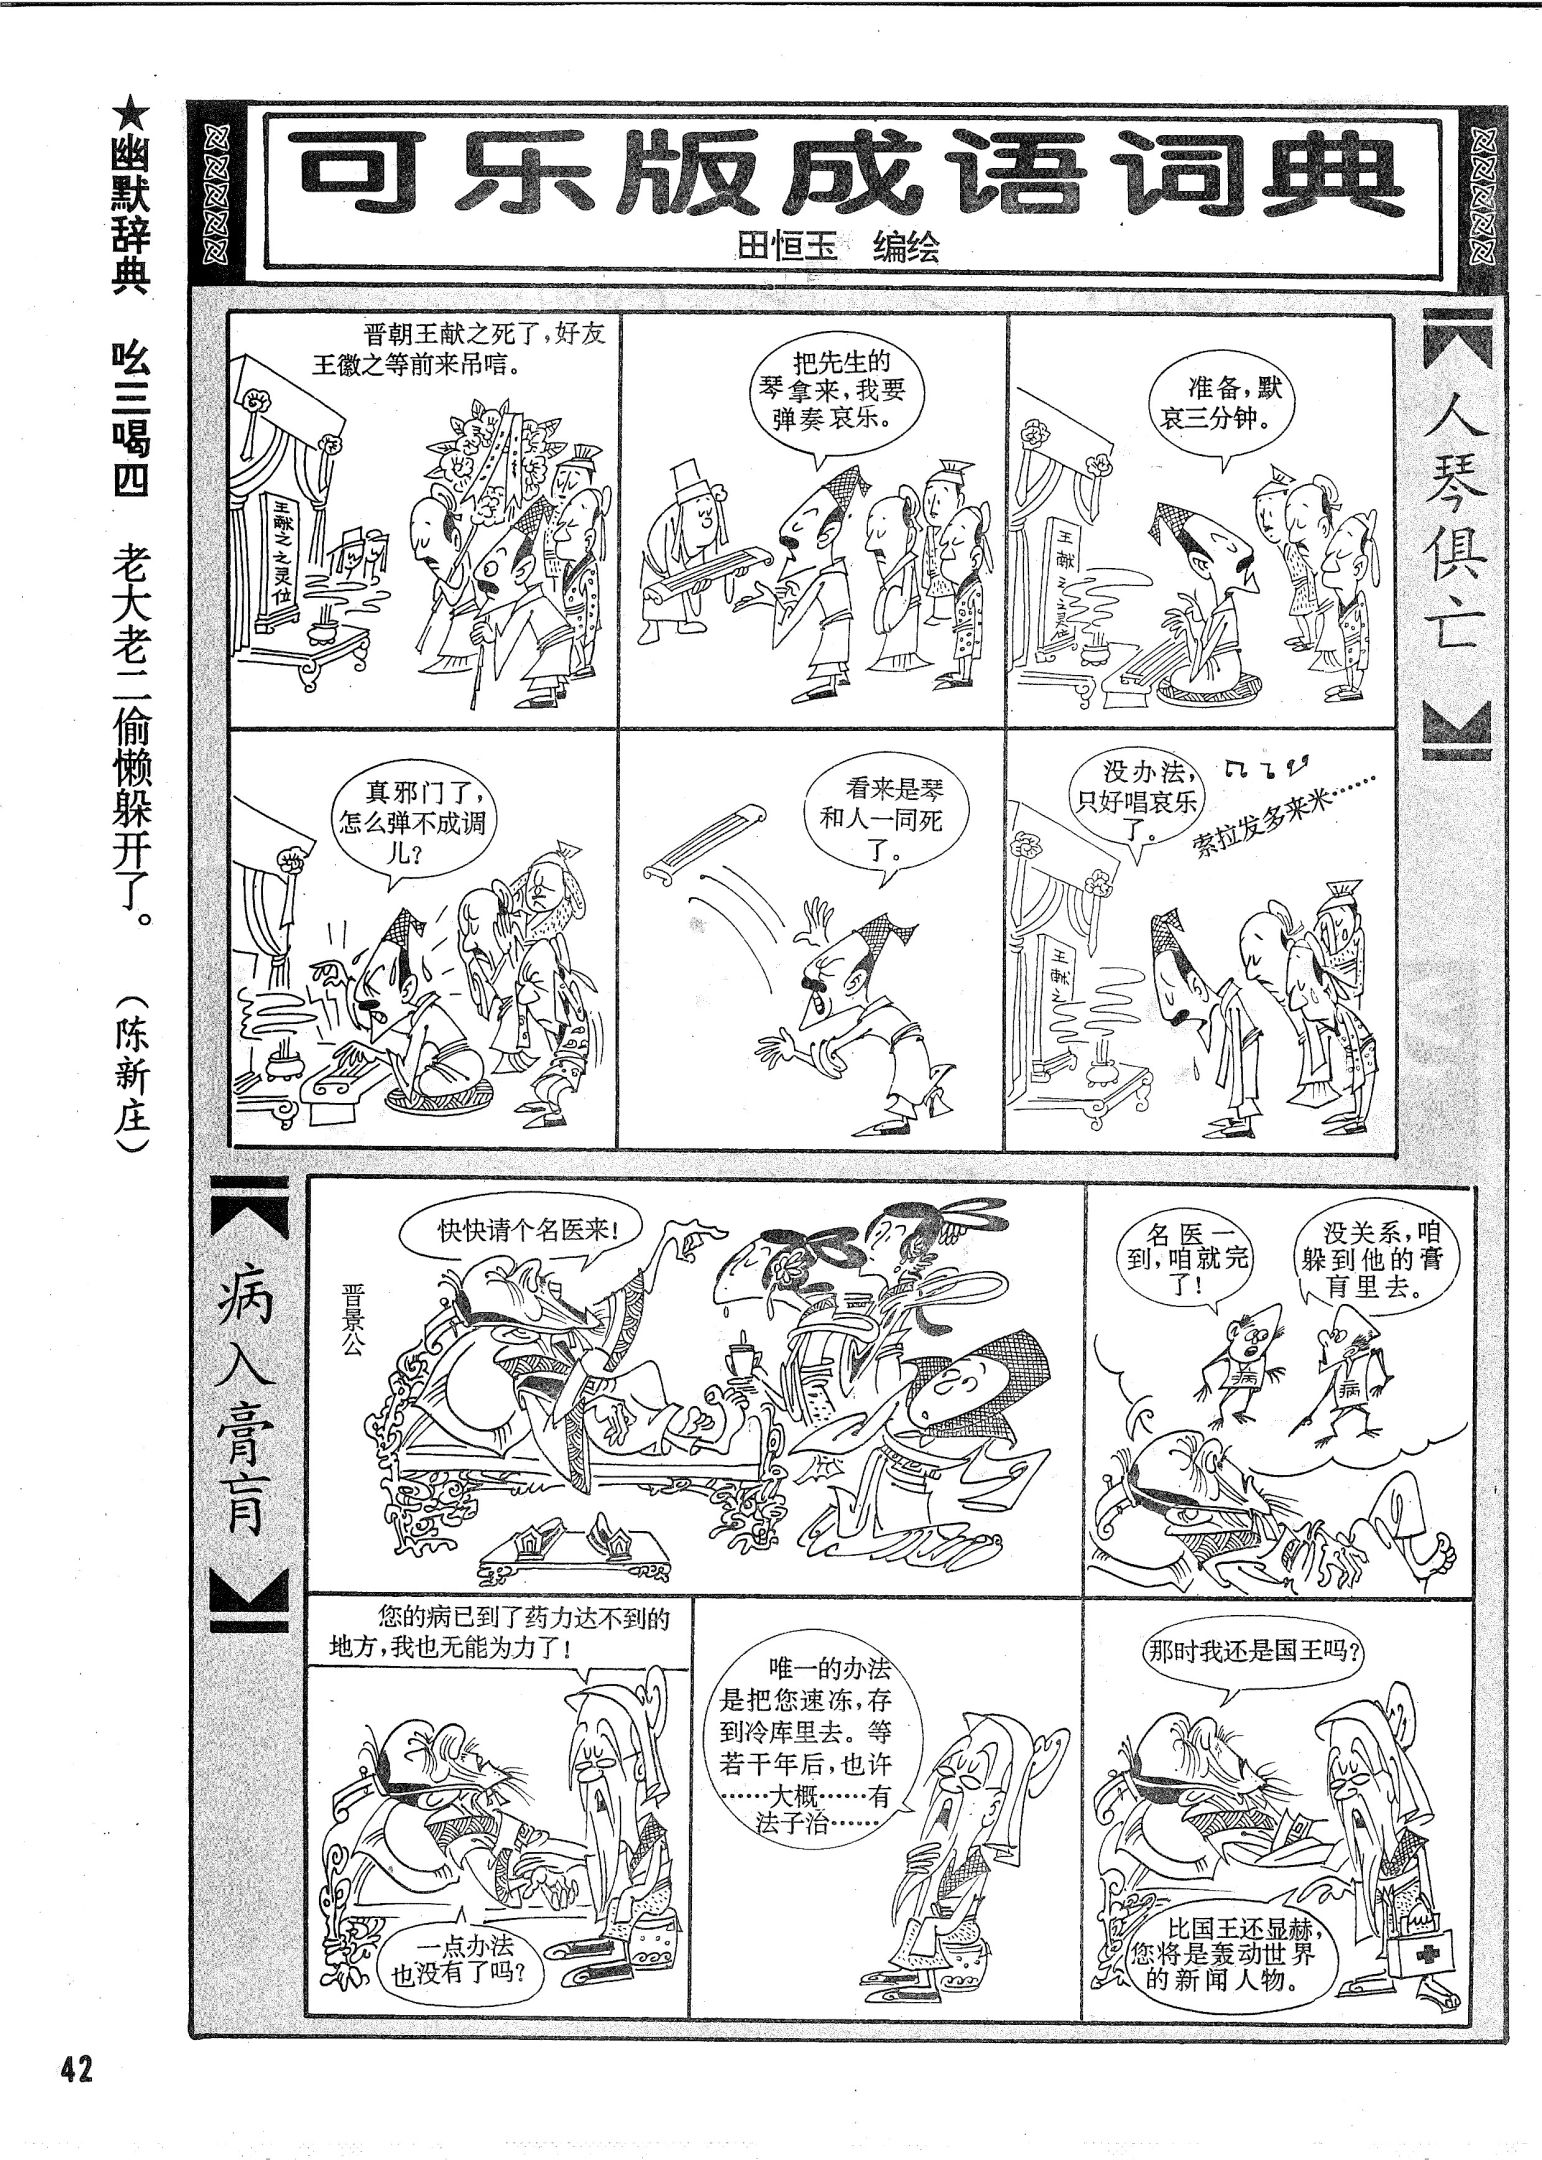 ★幽默辞典 吆三喝四 老大老二偷懒躲开了。 （陈新庄）
可乐版成语词典
田恒玉 编绘
人琴俱亡
晋朝王献之死了，好友
王徽之等前来吊唁。
王献之之灵位
把先生的
琴拿来，我要
弹奏哀乐。
准备，默
哀三分钟。
王献之之灵位
真邪门了，
怎么弹不成调
儿？
看来是琴
和人一同死
了。
没办法，
只好唱哀乐
了。
索拉发多来米……
王献之
病入膏肓
快快请个名医来！
晋景公
名医一
到，咱就完
了！
没关系，咱
躲到他的膏
肓里去。
病
病
您的病已到了药力达不到的
地方，我也无能为力了！
一点办法
也没有了吗？
唯一的办法
是把您速冻，存
到冷库里去。等
若干年后，也许
……大概……有
法子治……
那时我还是国王吗？
比国王还显赫，
您将是轰动世界
的新闻人物。
42